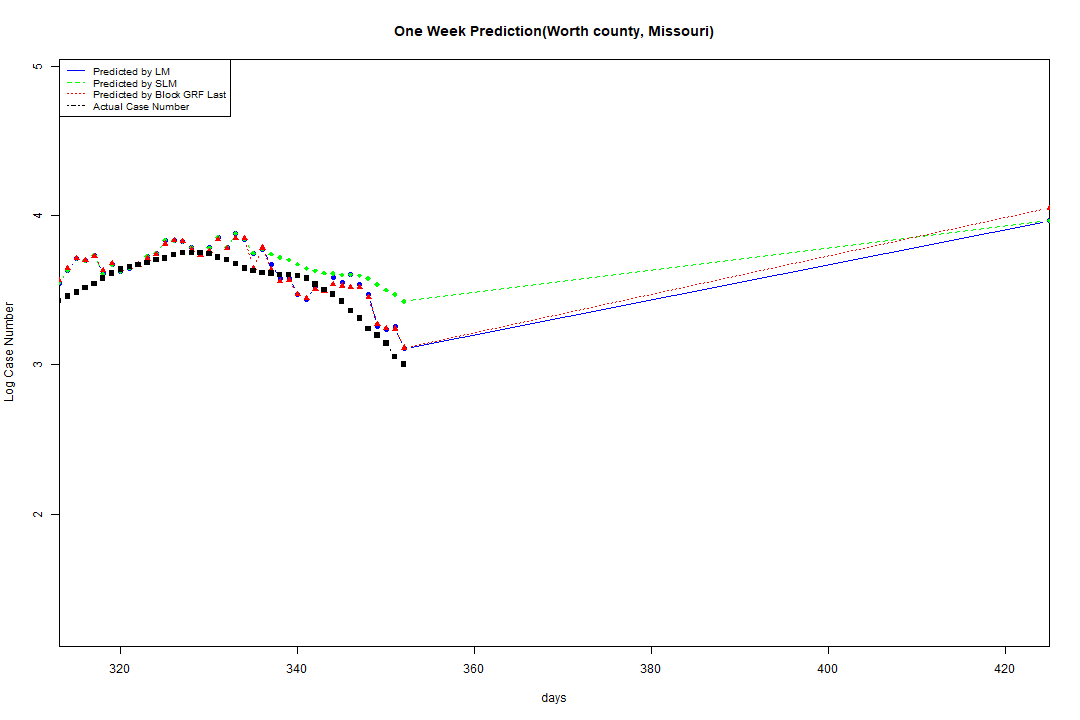 One Week Prediction(Worth county, Missouri)
Predicted by LM
Predicted by SLM
Predicted by Block GRF Last
Actual Case Number
5
4
3
2
Log Case Number
320
340
360
380
400
420
days